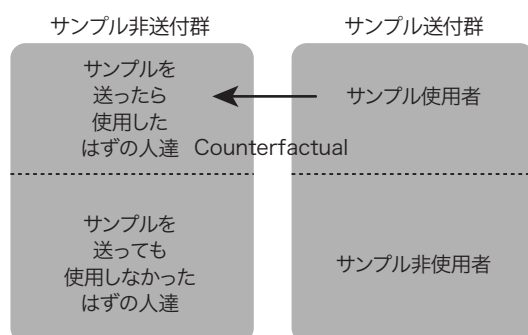 サンプル非送付群
サンプル送付群
サンプルを
送ったら
使用した
はずの人達
Counterfactual
サンプル使用者
サンプルを
送っても
使用しなかった
はずの人達
サンプル非使用者